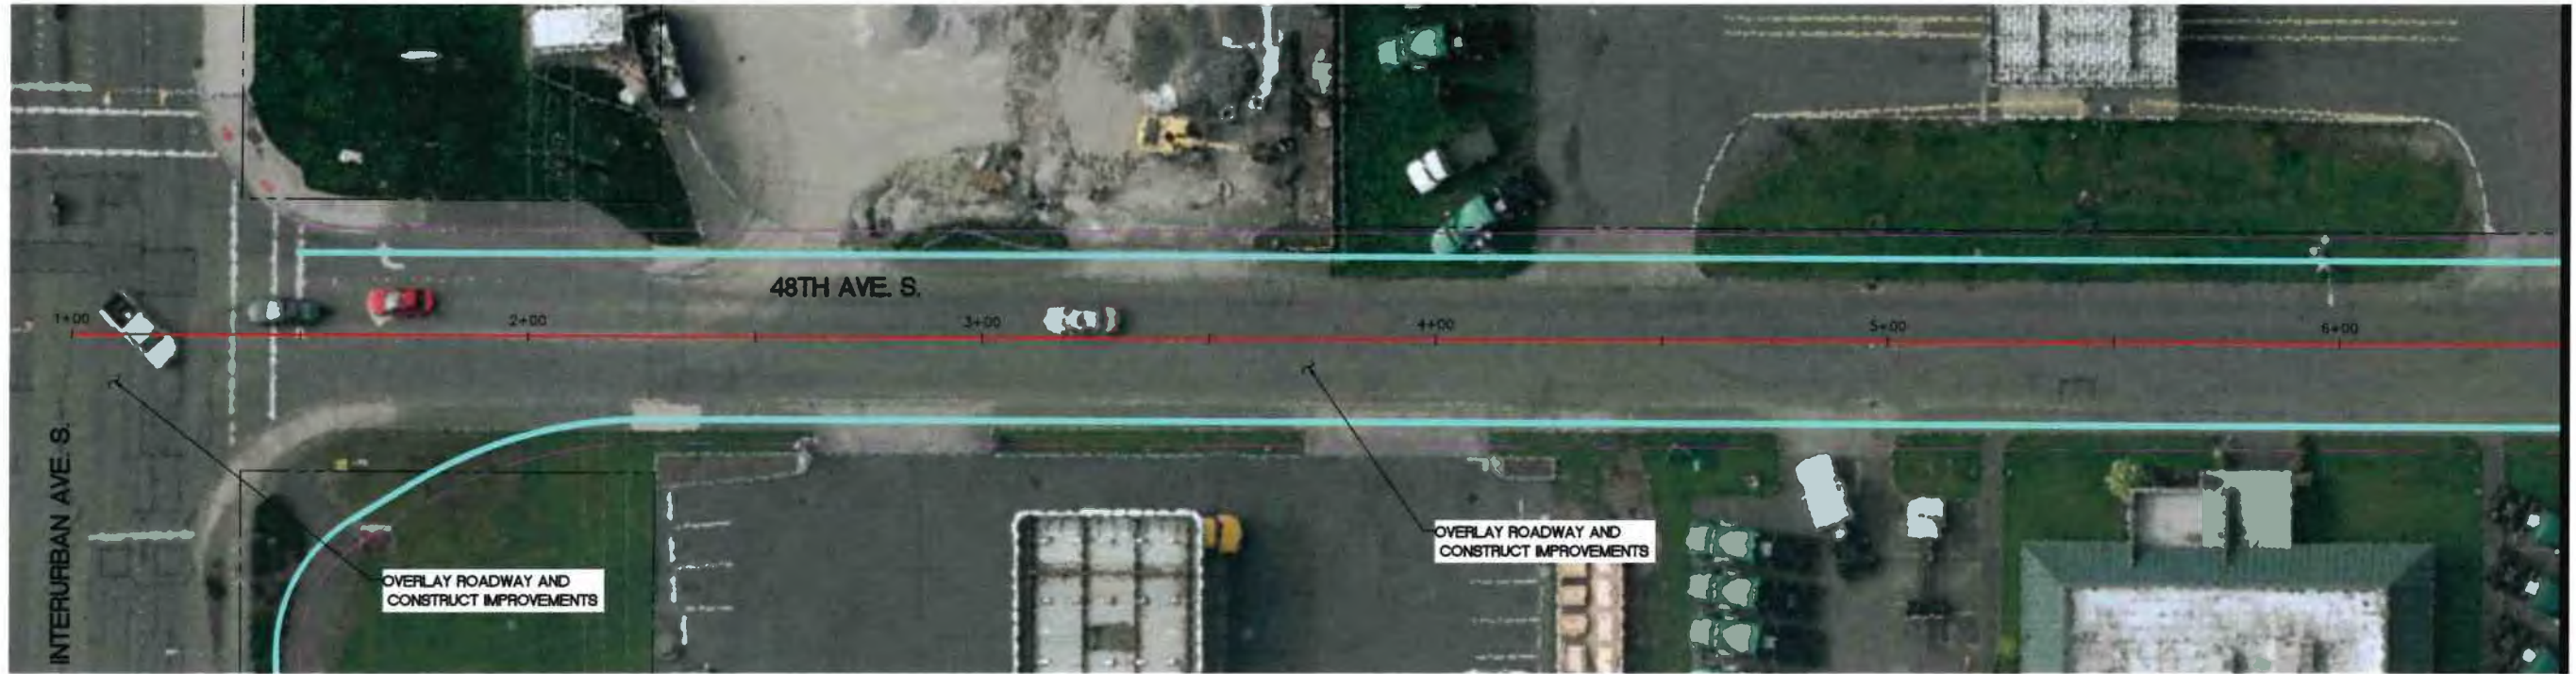 48TH AVE. S.
1+00
2+00
3+00
4+00
5+00
6+00
INTERURBAN AVE. S.
OVERLAY ROADWAY AND
CONSTRUCT IMPROVEMENTS
OVERLAY ROADWAY AND
CONSTRUCT IMPROVEMENTS